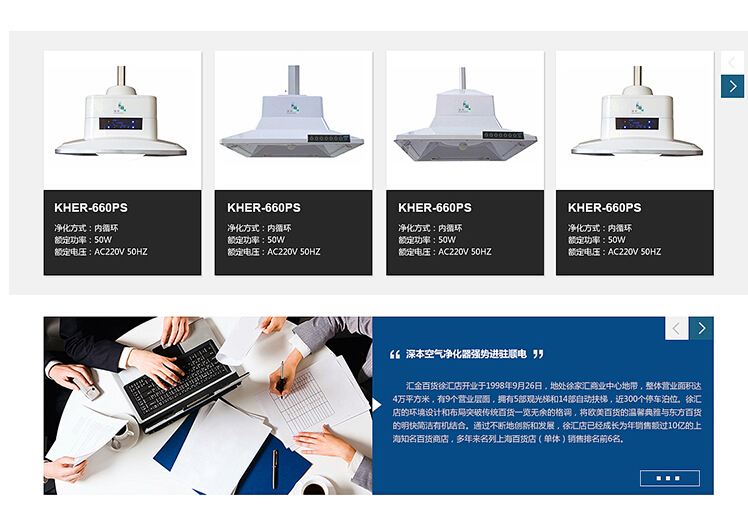 KHER-660PS
净化方式：内循环
额定功率：50W
额定电压：AC220V 50HZ
KHER-660PS
净化方式：内循环
额定功率：50W
额定电压：AC220V 50HZ
KHER-660PS
净化方式：内循环
额定功率：50W
额定电压：AC220V 50HZ
KHER-660PS
净化方式：内循环
额定功率：50W
额定电压：AC220V 50HZ
“ 深本空气净化器强势进驻顺电 ”
汇金百货徐汇店开业于1998年9月26日，地处徐家汇商业中心地带，整体营业面积达
4万平方米，有9个营业层面，拥有5部观光梯和14部自动扶梯，近300个停车泊位。徐汇
店的环境设计和布局突破传统百货一览无余的格调，将欧美百货的温馨典雅与东方百货
的明快简洁有机结合。通过不断地创新和发展，徐汇店已经成长为年销售额过10亿的上
海知名百货商店，多年来名列上海百货店（单体）销售排名前6名。